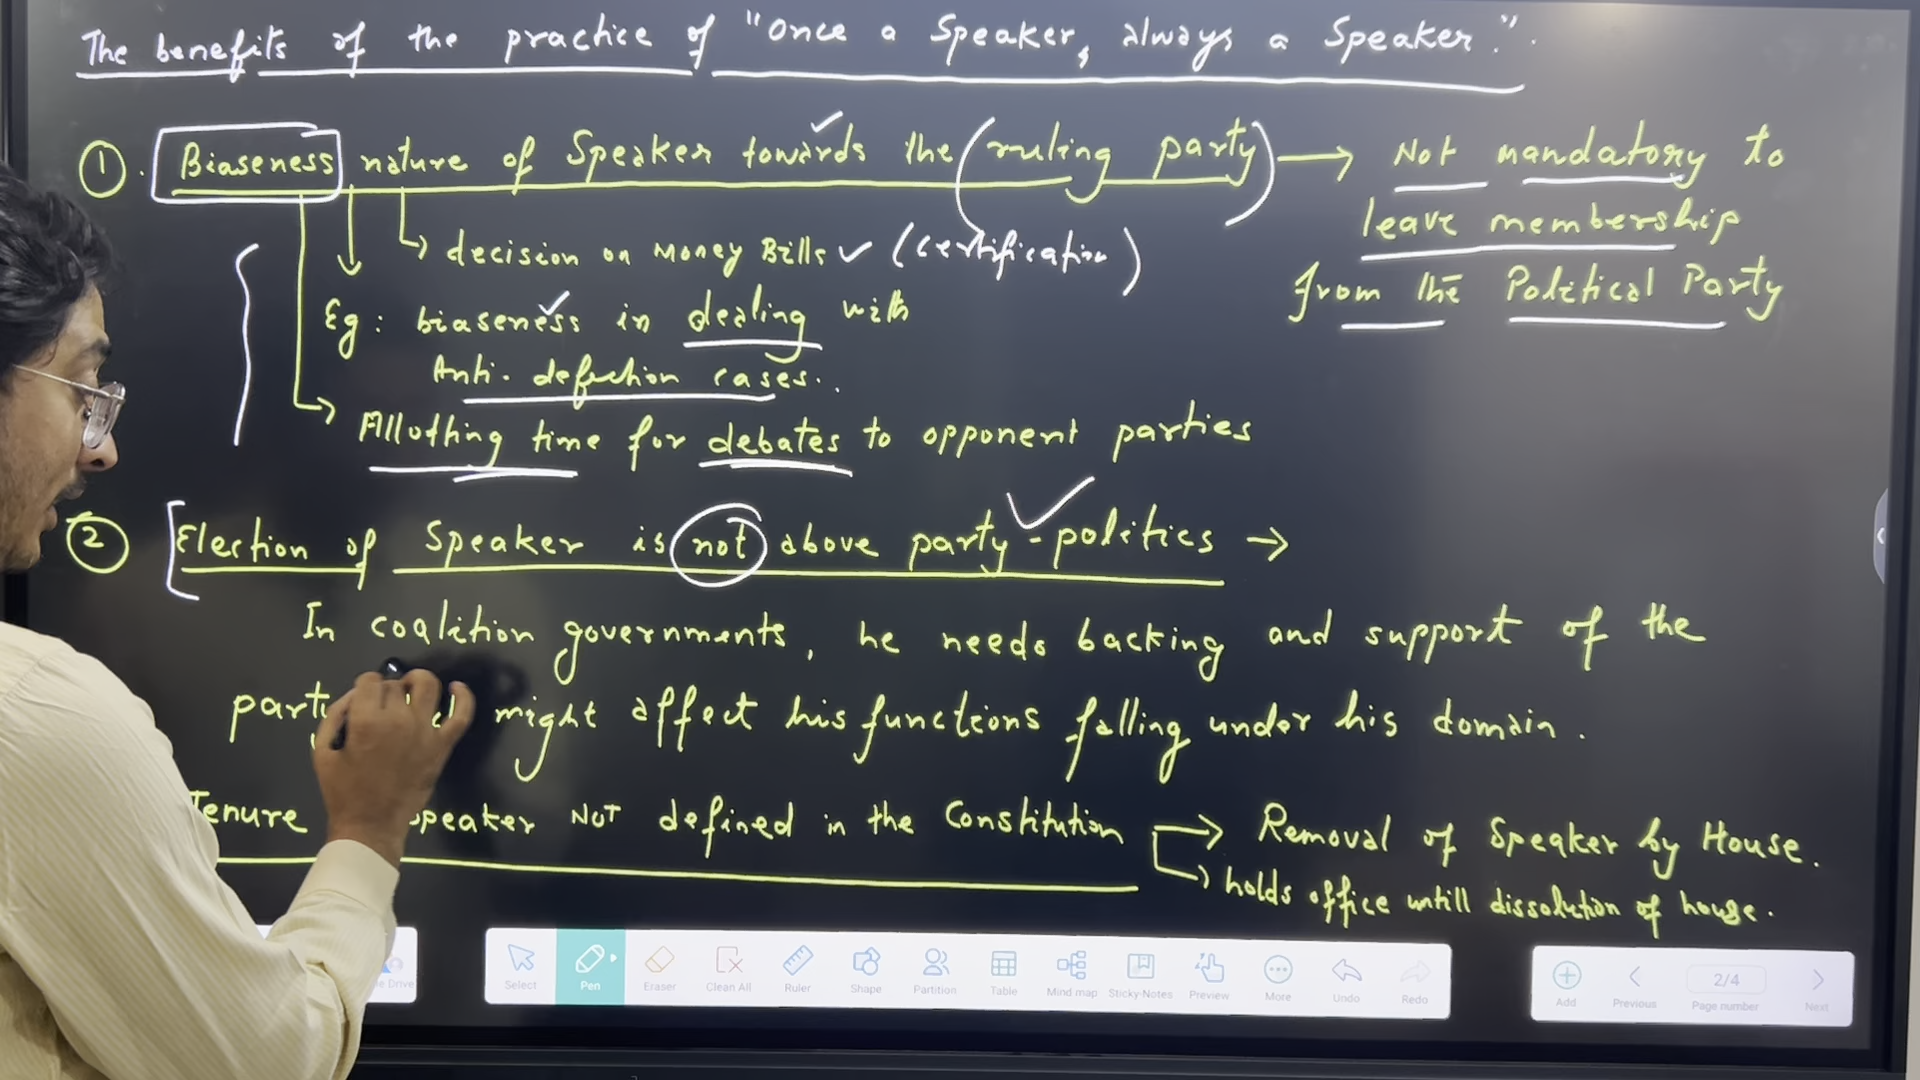 The benefits of the practice of "Once a Speaker, always a Speaker.".
① . Biaseness nature of Speaker towards the (ruling party) → Not mandatory to
leave membership
from the Political Party
↳ decision on Money Bills ✓ (Certification)
Eg : biaseness in dealing with
Anti-defection cases..
→ Allotting time for debates to opponent parties
② [Election of Speaker is not above party-politics →
In coalition governments, he needs backing and support of the
party might affect his functions falling under his domain.
Tenure Speaker NOT defined in the Constitution → Removal of Speaker by House.
→ holds office untill dissolution of house.
e Drive
Select
Pen
Eraser
Clean All
Ruler
Shape
Partition
Table
Mind map
Sticky-Notes
Preview
More
Undo
Redo
Add
Previous
2/4
Page number
Next